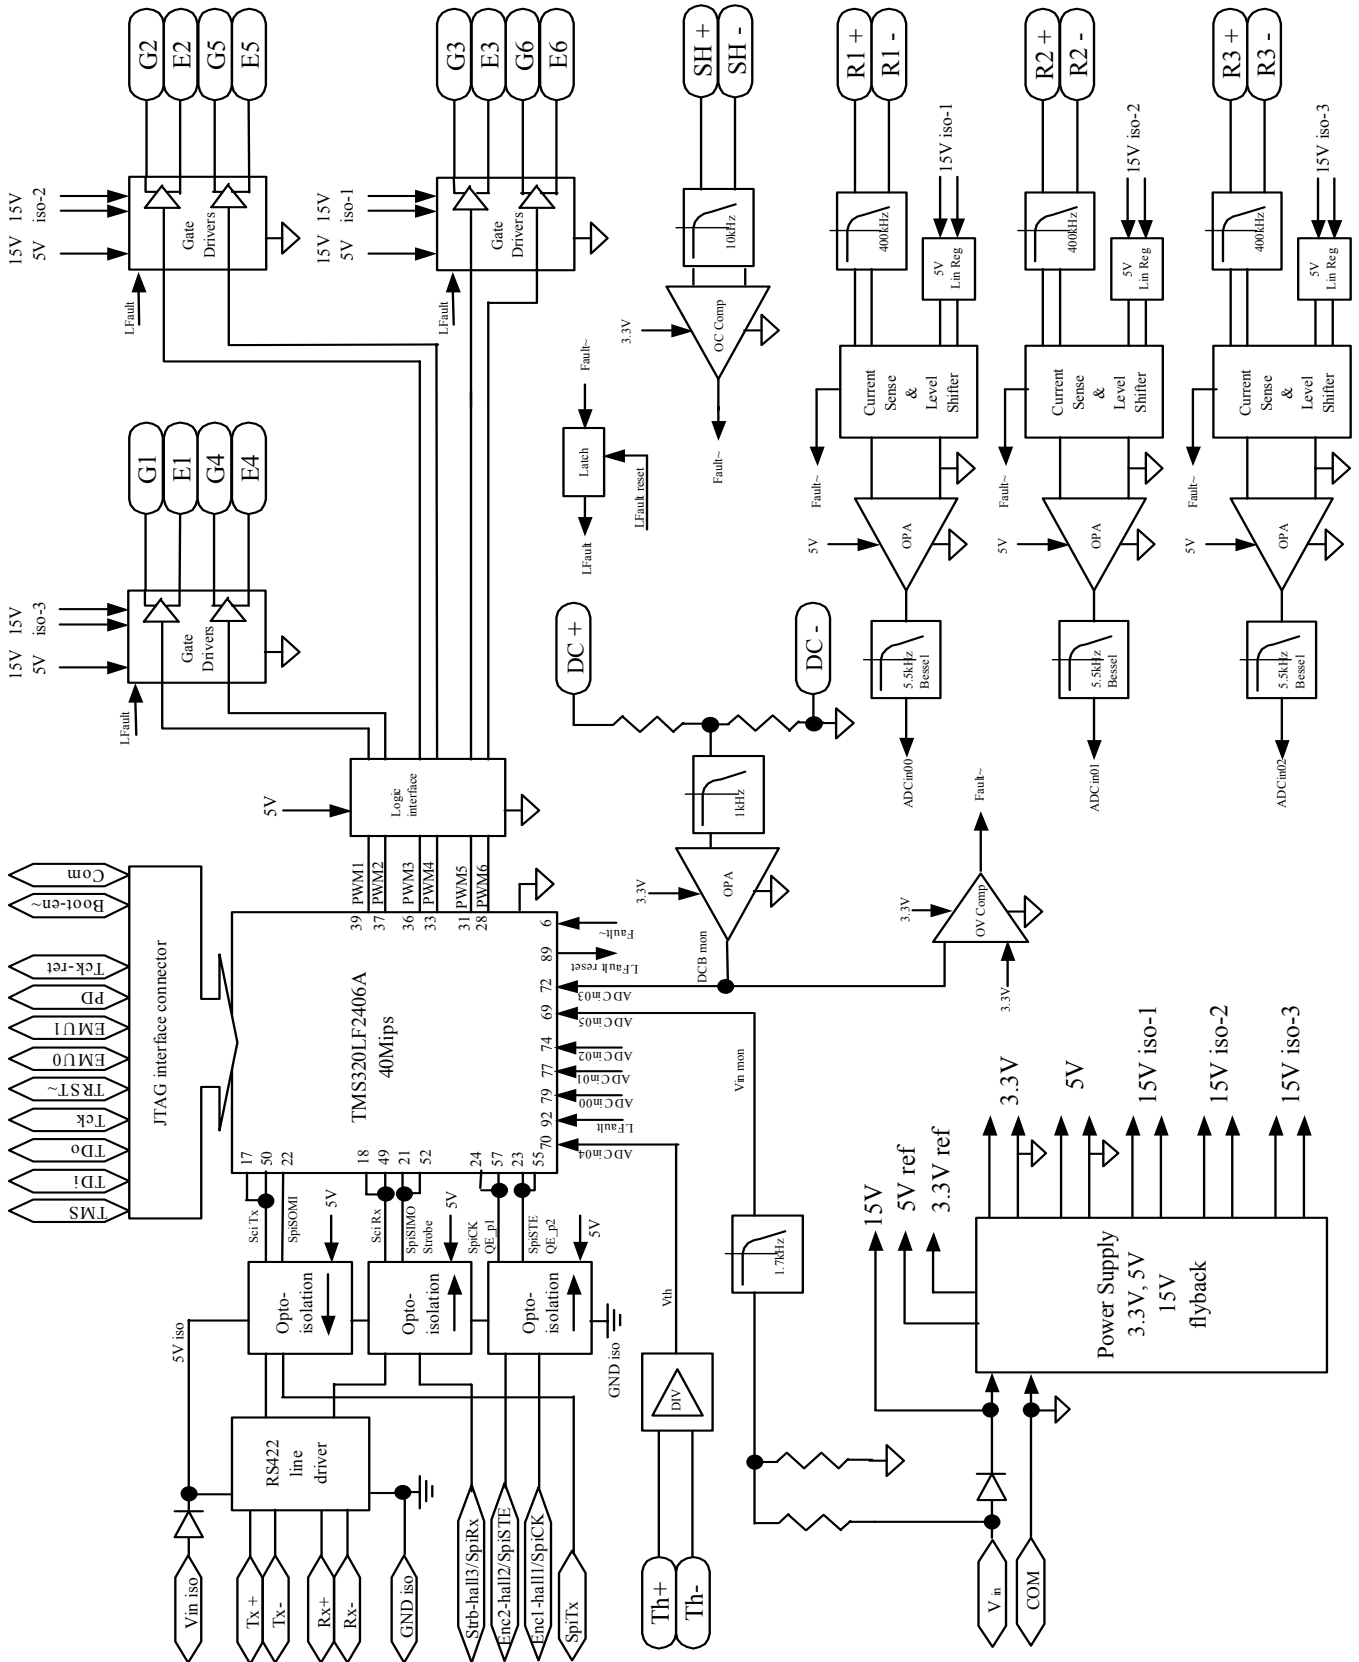 G2
E2
G5
E5
G3
E3
G6
E6
SH +
SH -
R1 +
R1 -
R2 +
R2 -
R3 +
R3 -
15V 15V
5V iso-2
15V 15V
5V iso-1
Gate
Drivers
Gate
Drivers
LFault
LFault
10kHz
400kHz
15V iso-1
400kHz
15V iso-2
400kHz
15V iso-3
5V
Lin Reg
5V
Lin Reg
5V
Lin Reg
3.3V
OC Comp
Fault~
Fault~
Latch
LFault reset
LFault
Current
Sense
&
Level
Shifter
Current
Sense
&
Level
Shifter
Current
Sense
&
Level
Shifter
Fault~
Fault~
Fault~
5V
OPA
5V
OPA
5V
OPA
5.5kHz
Bessel
5.5kHz
Bessel
5.5kHz
Bessel
ADCin00
ADCin01
ADCin02
G1
E1
G4
E4
15V 15V
5V iso-3
Gate
Drivers
LFault
DC +
DC -
5V
Logic
interface
1kHz
3.3V
OPA
DCB mon
Fault~
3.3V
OV Comp
3.3V
Com
Boot-en~
Tck-ret
PD
EMU1
EMU0
TRST~
Tck
TDo
TDi
TMS
JTAG interface connector
39 PWM1
37 PWM2
36 PWM3
33 PWM4
31 PWM5
28 PWM6
TMS320LF2406A
40Mips
6
Fault~
89
LFault reset
72
ADCin03
69
ADCin05
74
ADCin02
77
ADCin01
79
ADCin00
92
LFault
70
ADCin04
17
50
22
18
49
21
52
24
57
23
55
Sci Tx
SpiSOMI
5V
Sci Rx
SpiSIMO
Strobe
5V
SpiCK
QE_p1
SpiSTE
QE_p2
5V
Opto-
isolation
Opto-
isolation
Opto-
isolation
5V iso
GND iso
RS422
line
driver
Vin iso
Tx +
Tx-
Rx+
Rx-
GND iso
Strb-hall3/SpiRx
Enc2-hall2/SpiSTE
Enc1-hall1/SpiCK
SpiTx
Vth
DIV
Th+
Th-
Vin mon
1.7kHz
15V
5V ref
3.3V ref
3.3V
5V
15V iso-1
15V iso-2
15V iso-3
Power Supply
3.3V, 5V
15V
flyback
V in
COM